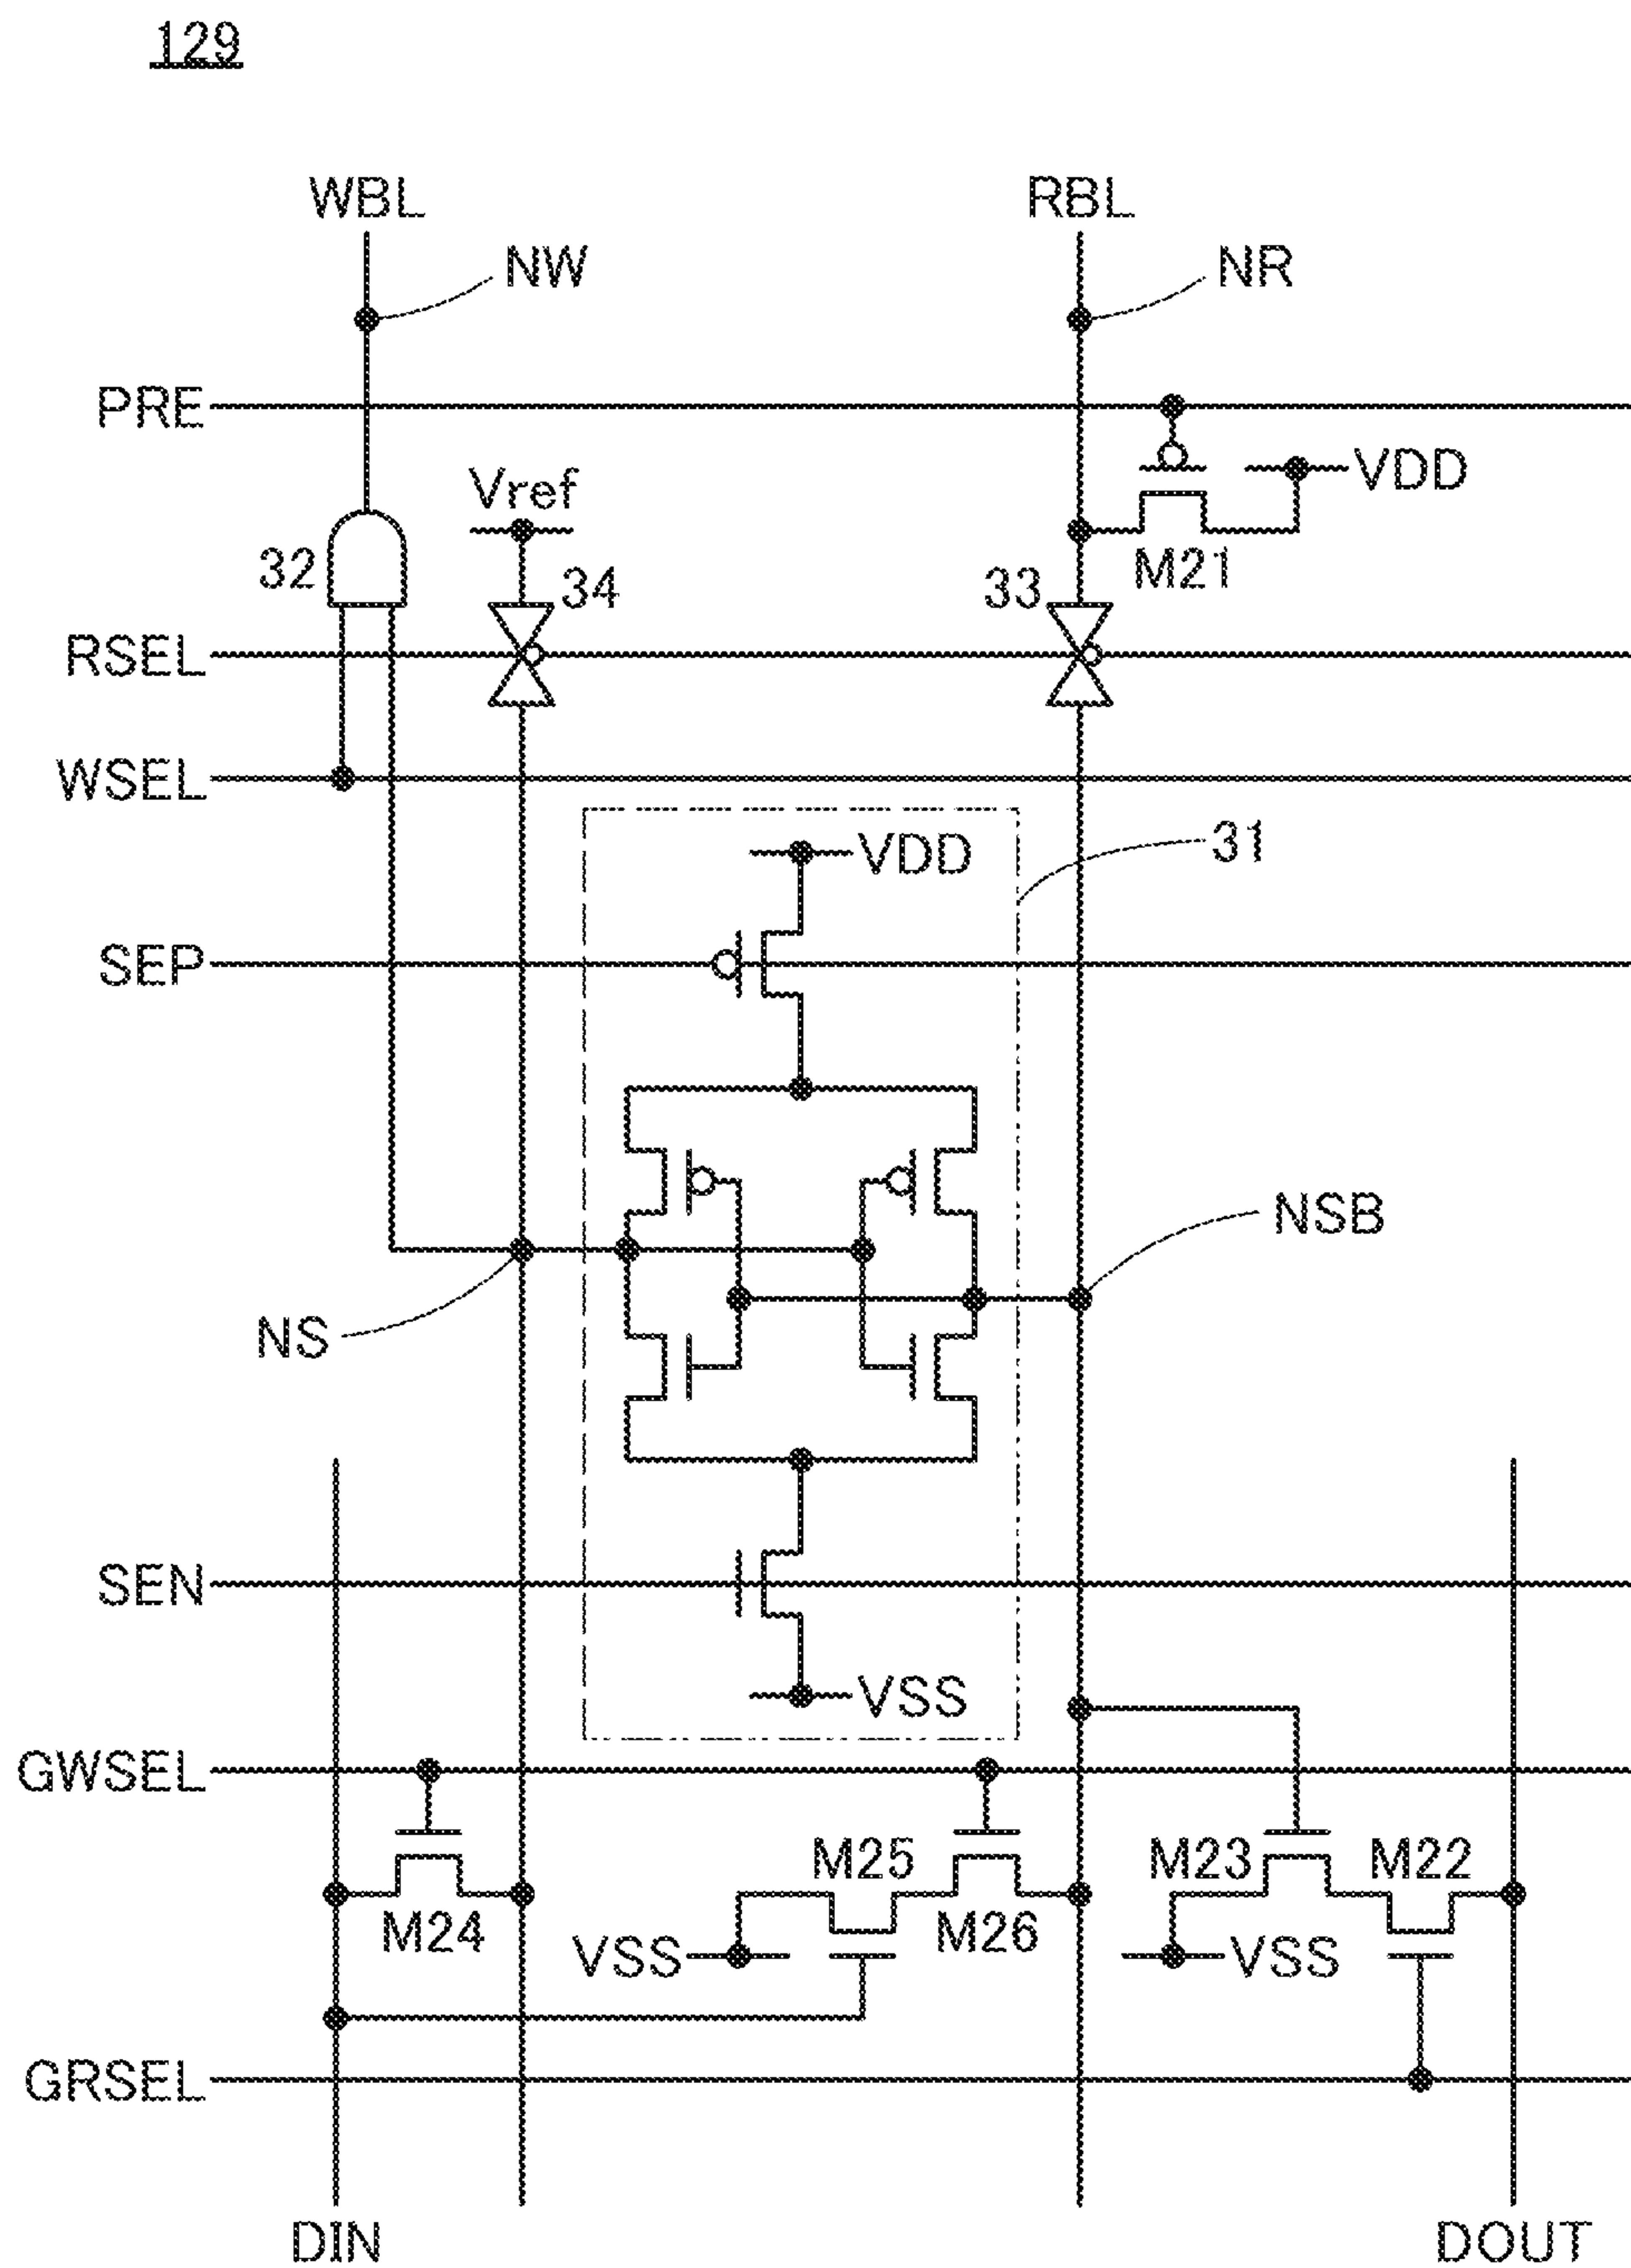 129
WBL
RBL
NW
NR
PRE
Vref
VDD
32
34
33
M21
RSEL
WSEL
VDD
31
SEP
NSB
NS
SEN
VSS
GWSEL
M25
M23
M22
M24
M26
VSS
VSS
GRSEL
DIN
DOUT